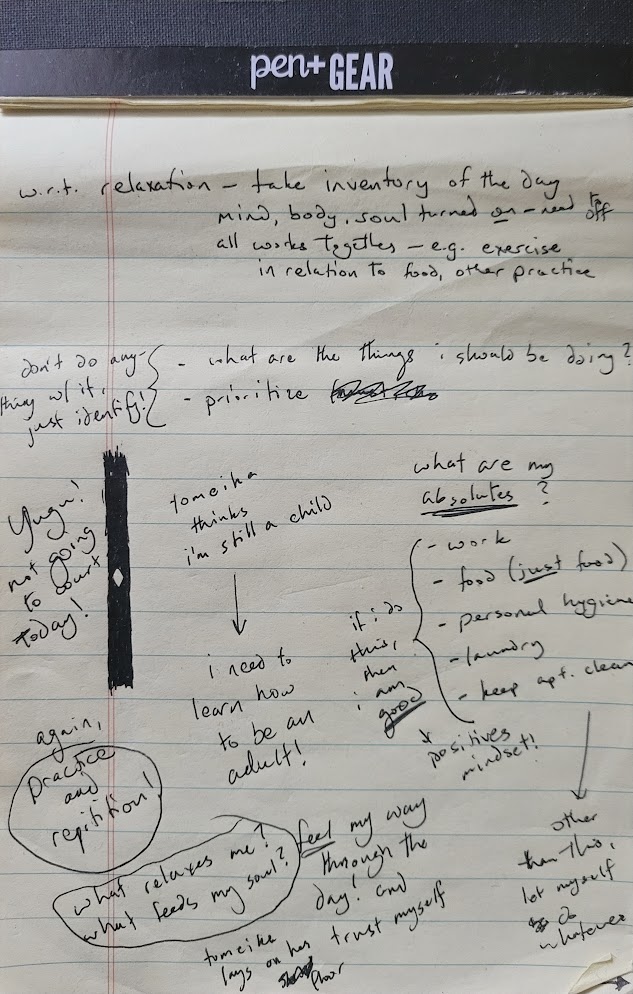 pen+ GEAR
w.r.t. relaxation – take inventory of the day
mind, body, soul turned on – need to off
all works together – e.g. exercise
in relation to food, other practice
don't do any-
thing w/ it,
just identify!
- what are the things i should be doing?
- prioritize
Yugu!
not going
to court
today!
tomeika
thinks
i'm still a child
i need to
learn how
to be an
adult!
what are my
absolutes?
- work
- food (just food)
- personal hygiene
- laundry
- keep apt. clean
if i do
this,
then
i am
good
* positives
mindset!
other
than this,
let myself
do
whatever
again,
practice
and
repitition!
what relaxes me?
what feeds my soul?
feel my way
through the
day! and
trust myself
tomeika
lays on her
floor